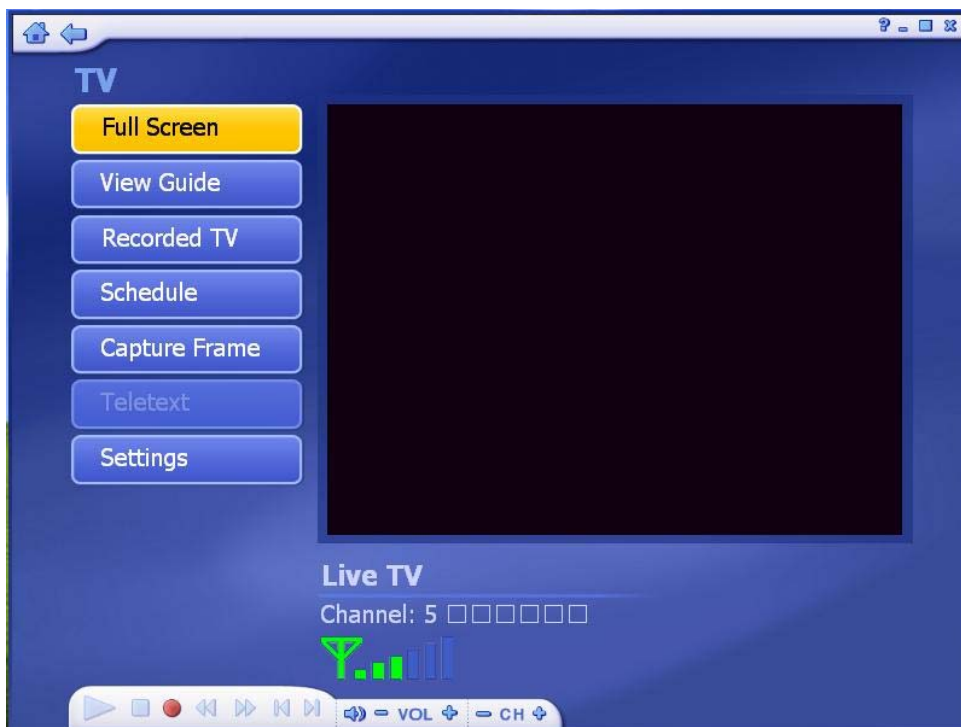 TV
Full Screen
View Guide
Recorded TV
Schedule
Capture Frame
Teletext
Settings
Live TV
Channel: 5 □□□□□□
VOL
CH